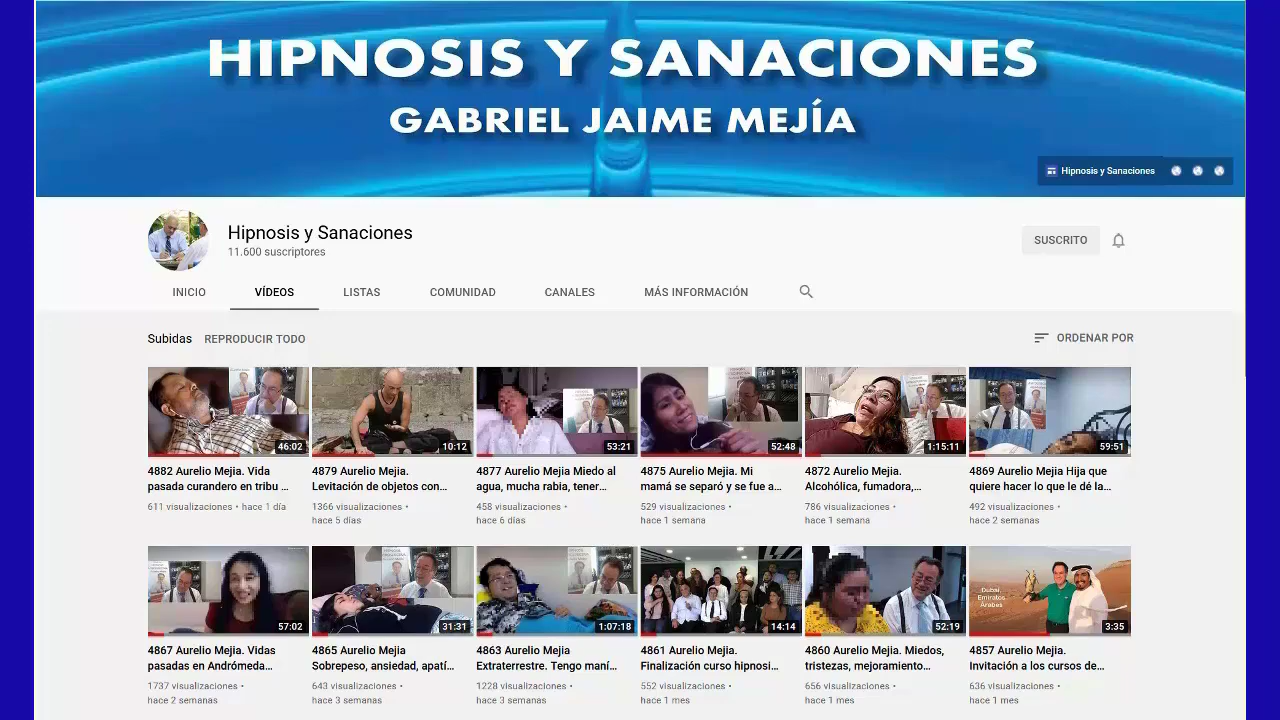 HIPNOSIS Y SANACIONES
GABRIEL JAIME MEJÍA
Hipnosis y Sanaciones
Hipnosis y Sanaciones
11.600 suscriptores
SUSCRITO
INICIO VÍDEOS LISTAS COMUNIDAD CANALES MÁS INFORMACIÓN
Subidas REPRODUCIR TODO
ORDENAR POR
46:02
4882 Aurelio Mejia. Vida
pasada curandero en tribu ...
611 visualizaciones • hace 1 día
10:12
4879 Aurelio Mejia.
Levitación de objetos con...
1366 visualizaciones •
hace 5 días
53:21
4877 Aurelio Mejia Miedo al
agua, mucha rabia, tener...
458 visualizaciones •
hace 6 días
52:48
4875 Aurelio Mejia. Mi
mamá se separó y se fue a...
529 visualizaciones •
hace 1 semana
1:15:11
4872 Aurelio Mejia.
Alcohólica, fumadora,...
786 visualizaciones •
hace 1 semana
59:51
4869 Aurelio Mejia Hija que
quiere hacer lo que le dé la...
492 visualizaciones •
hace 2 semanas
57:02
4867 Aurelio Mejia. Vidas
pasadas en Andrómeda...
1737 visualizaciones •
hace 2 semanas
31:31
4865 Aurelio Mejia
Sobrepeso, ansiedad, apatí...
643 visualizaciones •
hace 3 semanas
1:07:18
4863 Aurelio Mejia
Extraterrestre. Tengo maní...
1228 visualizaciones •
hace 3 semanas
14:14
4861 Aurelio Mejia.
Finalización curso hipnosi...
552 visualizaciones •
hace 1 mes
52:19
4860 Aurelio Mejia. Miedos,
tristezas, mejoramiento...
656 visualizaciones •
hace 1 mes
Dubai,
Emiratos
Arabes
3:35
4857 Aurelio Mejia.
Invitación a los cursos de...
636 visualizaciones •
hace 1 mes